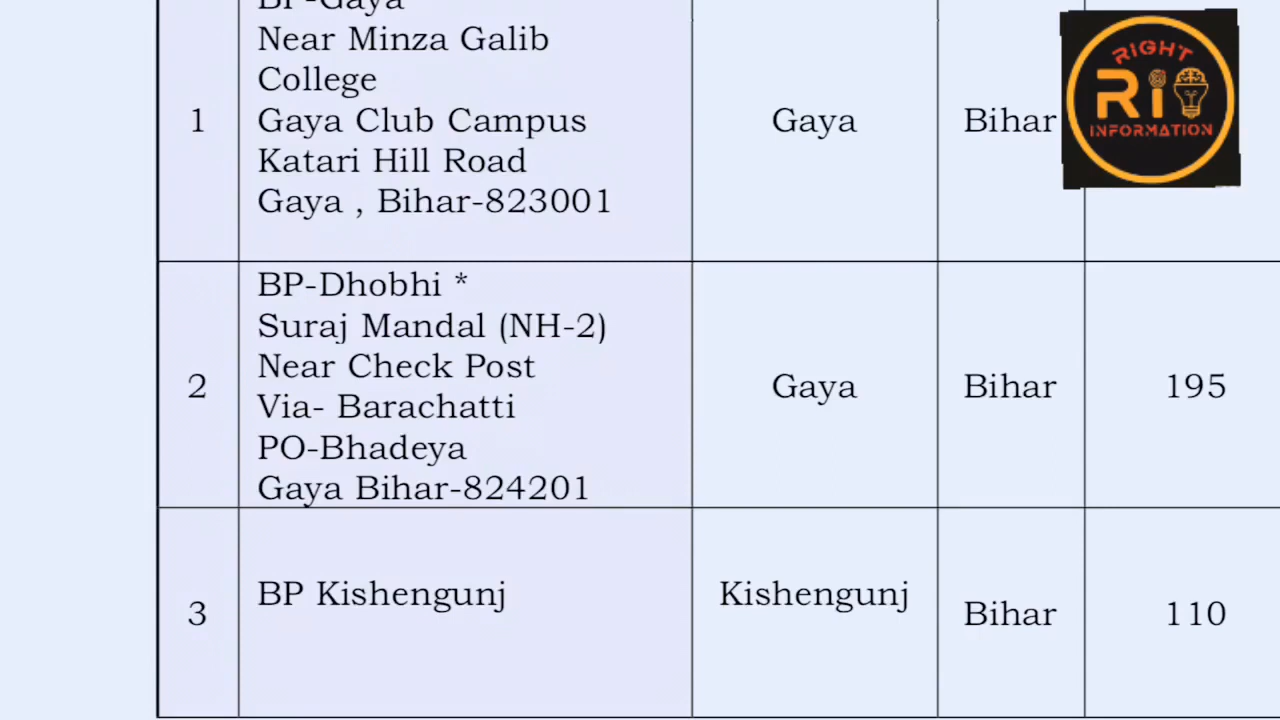 BP-Gaya
Near Minza Galib
College
1
Gaya Club Campus
Gaya
Bihar
Katari Hill Road
Gaya , Bihar-823001
RIGHT
Ri
INFORMATION
BP-Dhobhi *
Suraj Mandal (NH-2)
Near Check Post
2
Gaya
Bihar
195
Via- Barachatti
PO-Bhadeya
Gaya Bihar-824201
3
BP Kishengunj
Kishengunj
Bihar
110